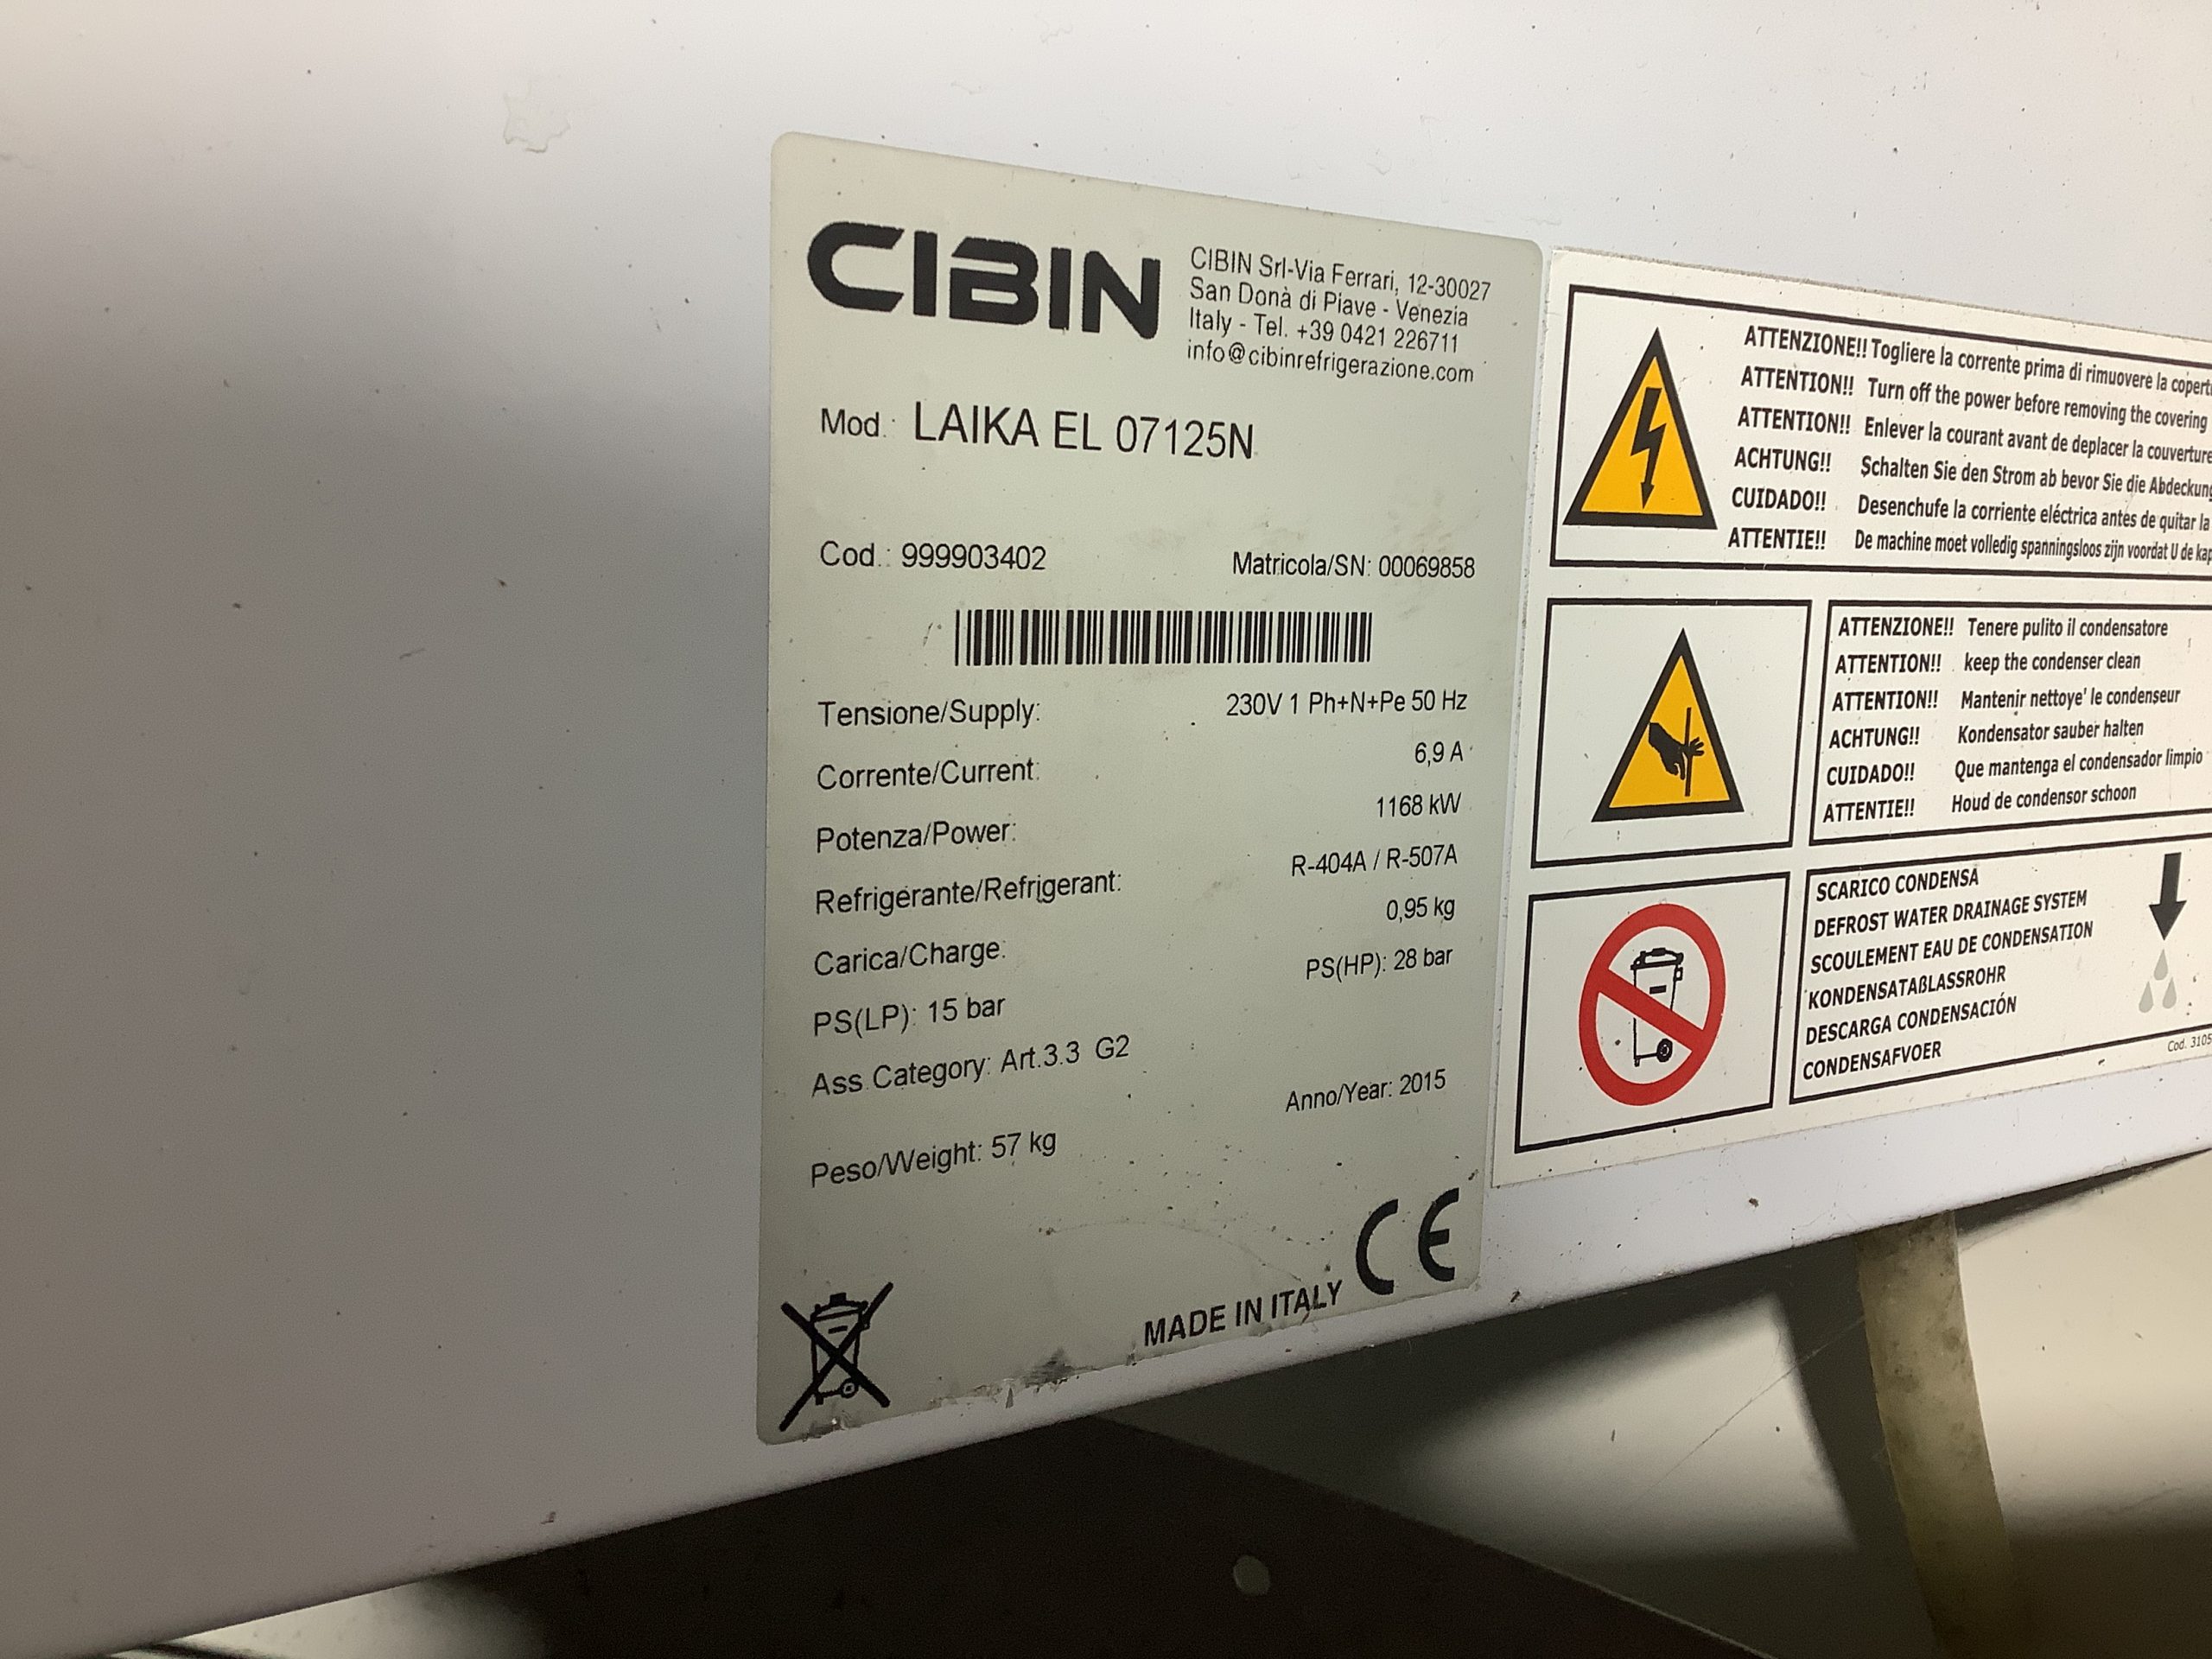 CIBIN
CIBIN Srl-Via Ferrari, 12-30027
San Donà di Piave - Venezia
Italy - Tel. +39 0421 226711
info@cibinrefrigerazione.com
Mod.: LAIKA EL 07125N
Cod.: 999903402 Matricola/SN: 00069858
Tensione/Supply: 230V 1 Ph+N+Pe 50 Hz
Corrente/Current: 6,9 A
Potenza/Power: 1168 kW
Refrigerante/Refrigerant: R-404A / R-507A
Carica/Charge: 0,95 kg
PS(LP): 15 bar PS(HP): 28 bar
Ass Category: Art.3.3 G2
Peso/Weight: 57 kg Anno/Year: 2015
MADE IN ITALY CE
ATTENZIONE!! Togliere la corrente prima di rimuovere la
ATTENTION!! Turn off the power before removing the covering
ATTENTION!! Enlever la courant avant de deplacer la couverture
ACHTUNG!! Schalten Sie den Strom ab bevor Sie die
CUIDADO!! Desenchufe la corriente eléctrica antes de quitar la
ATTENTIE!! De machine moet volledig spanningsloos zijn voordat U de
ATTENZIONE!! Tenere pulito il condensatore
ATTENTION!! keep the condenser clean
ATTENTION!! Mantenir nettoye' le condenseur
ACHTUNG!! Kondensator sauber halten
CUIDADO!! Que mantenga el condensador limpio
ATTENTIE!! Houd de condensor schoon
SCARICO CONDENSA
DEFROST WATER DRAINAGE SYSTEM
SCOULEMENT EAU DE CONDENSATION
KONDENSATAßLASSROHR
DESCARGA CONDENSACIÓN
CONDENSAFVOER
Cod.